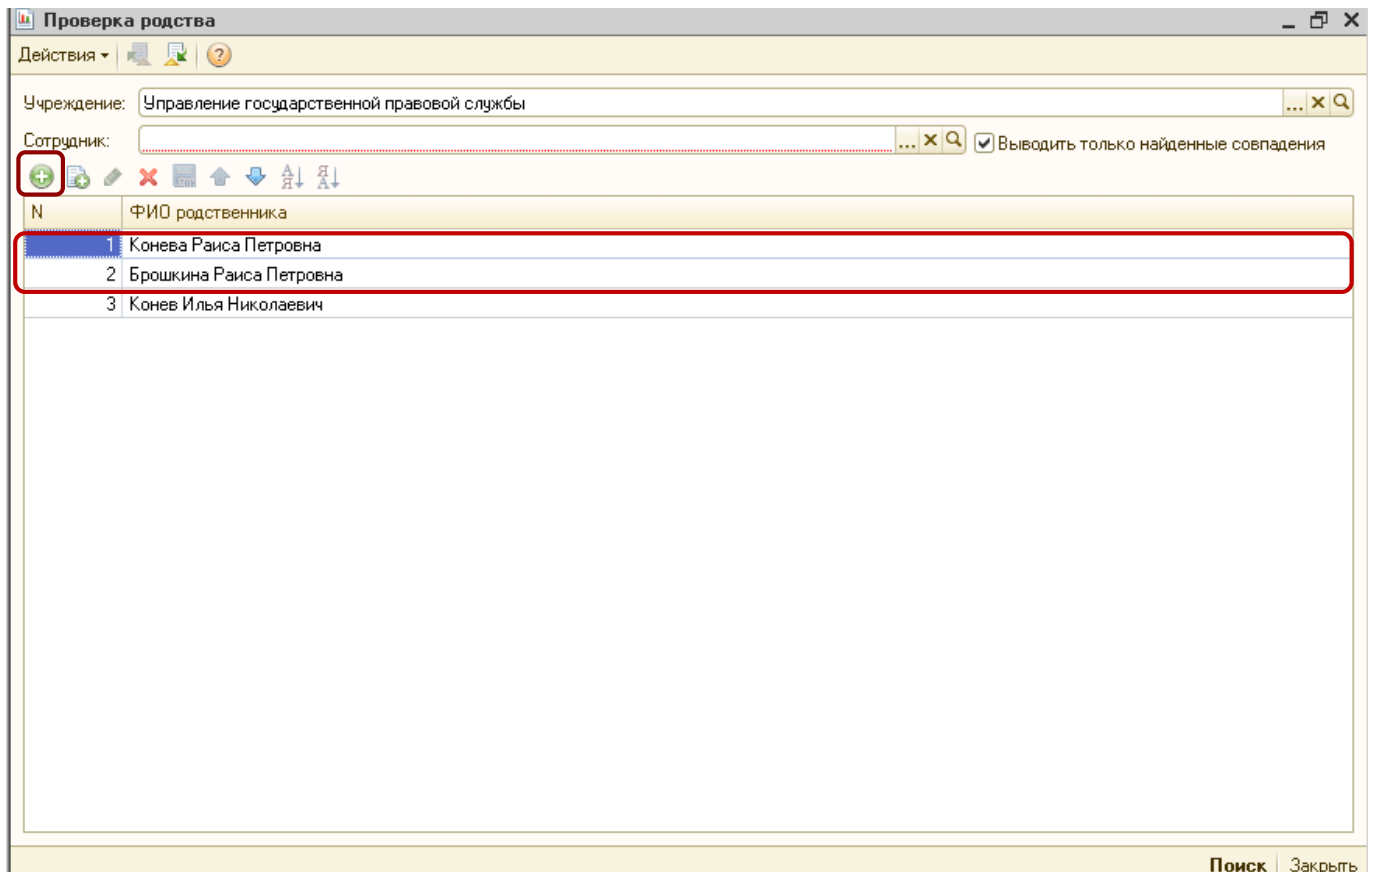 Проверка родства
Действия
Учреждение: Управление государственной правовой службы
Сотрудник: Выводить только найденные совпадения
N ФИО родственника
1 Конева Раиса Петровна
2 Брошкина Раиса Петровна
3 Конев Илья Николаевич
Поиск Закрыть